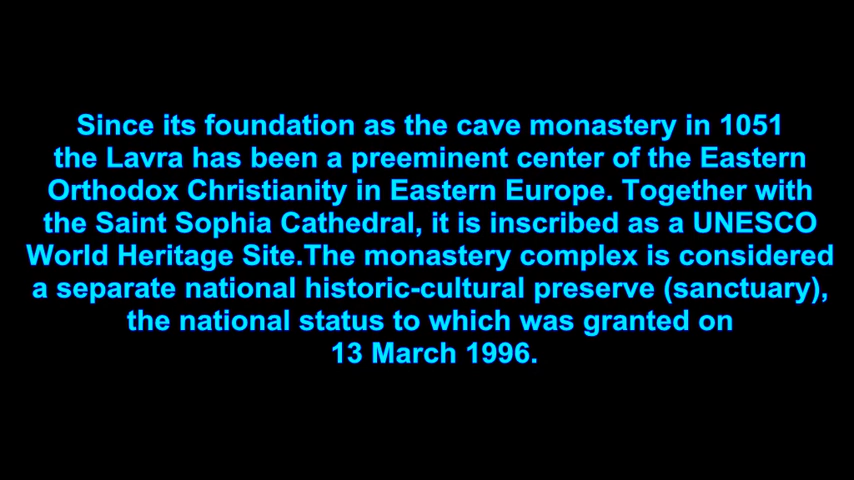 Since its foundation as the cave monastery in 1051
the Lavra has been a preeminent center of the Eastern
Orthodox Christianity in Eastern Europe. Together with
the Saint Sophia Cathedral, it is inscribed as a UNESCO
World Heritage Site.The monastery complex is considered
a separate national historic-cultural preserve (sanctuary),
the national status to which was granted on
13 March 1996.